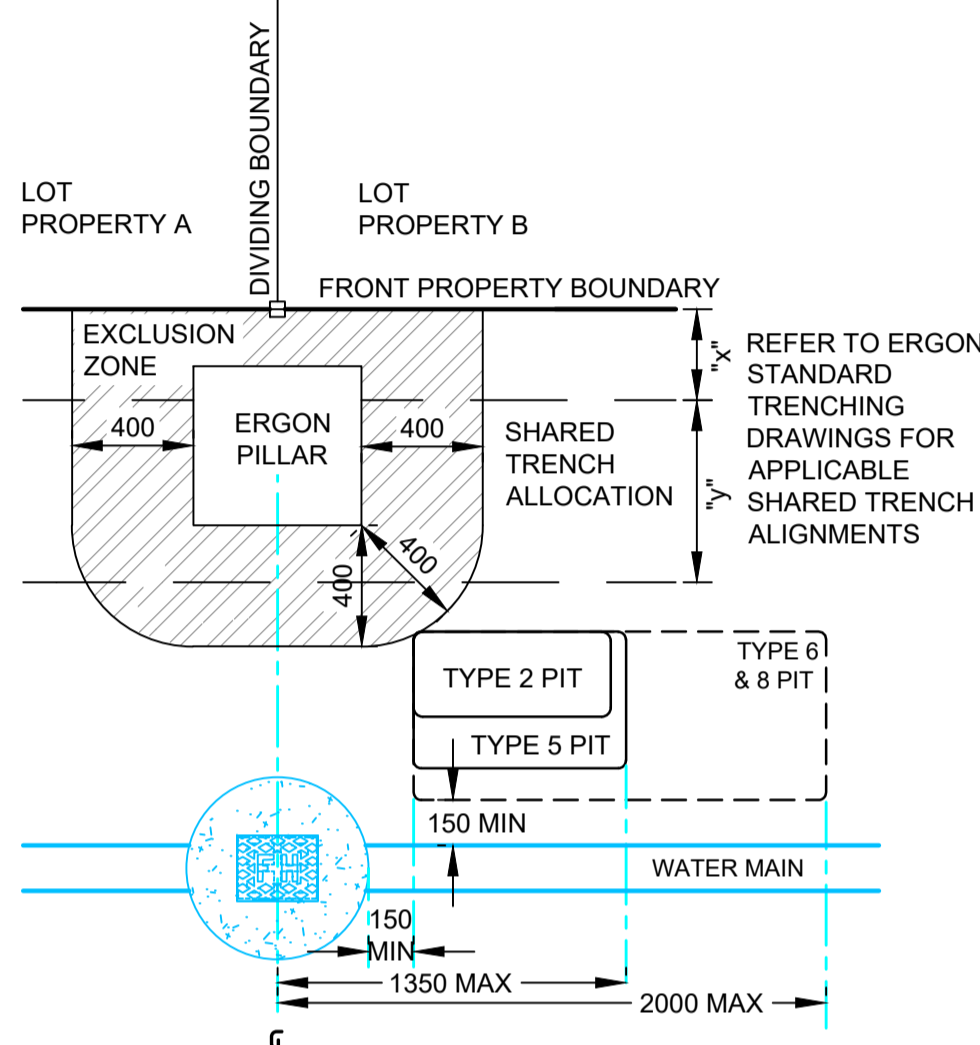 DIVIDING BOUNDARY
LOT
PROPERTY A
LOT
PROPERTY B
FRONT PROPERTY BOUNDARY
EXCLUSION
ZONE
"x"
REFER TO ERGON
STANDARD
TRENCHING
DRAWINGS FOR
APPLICABLE
SHARED TRENCH
ALIGNMENTS
400
ERGON
PILLAR
400
SHARED
TRENCH
ALLOCATION
"y"
400
400
TYPE 2 PIT
TYPE 6
& 8 PIT
TYPE 5 PIT
150 MIN
H
WATER MAIN
150
MIN
1350 MAX
2000 MAX